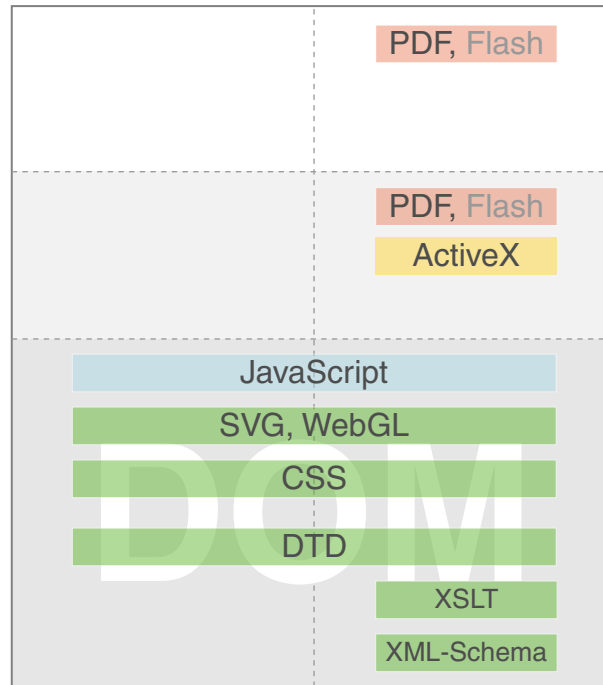 PDF, Flash
PDF, Flash
ActiveX
JavaScript
SVG, WebGL
CSS
DOM
DTD
XSLT
XML-Schema